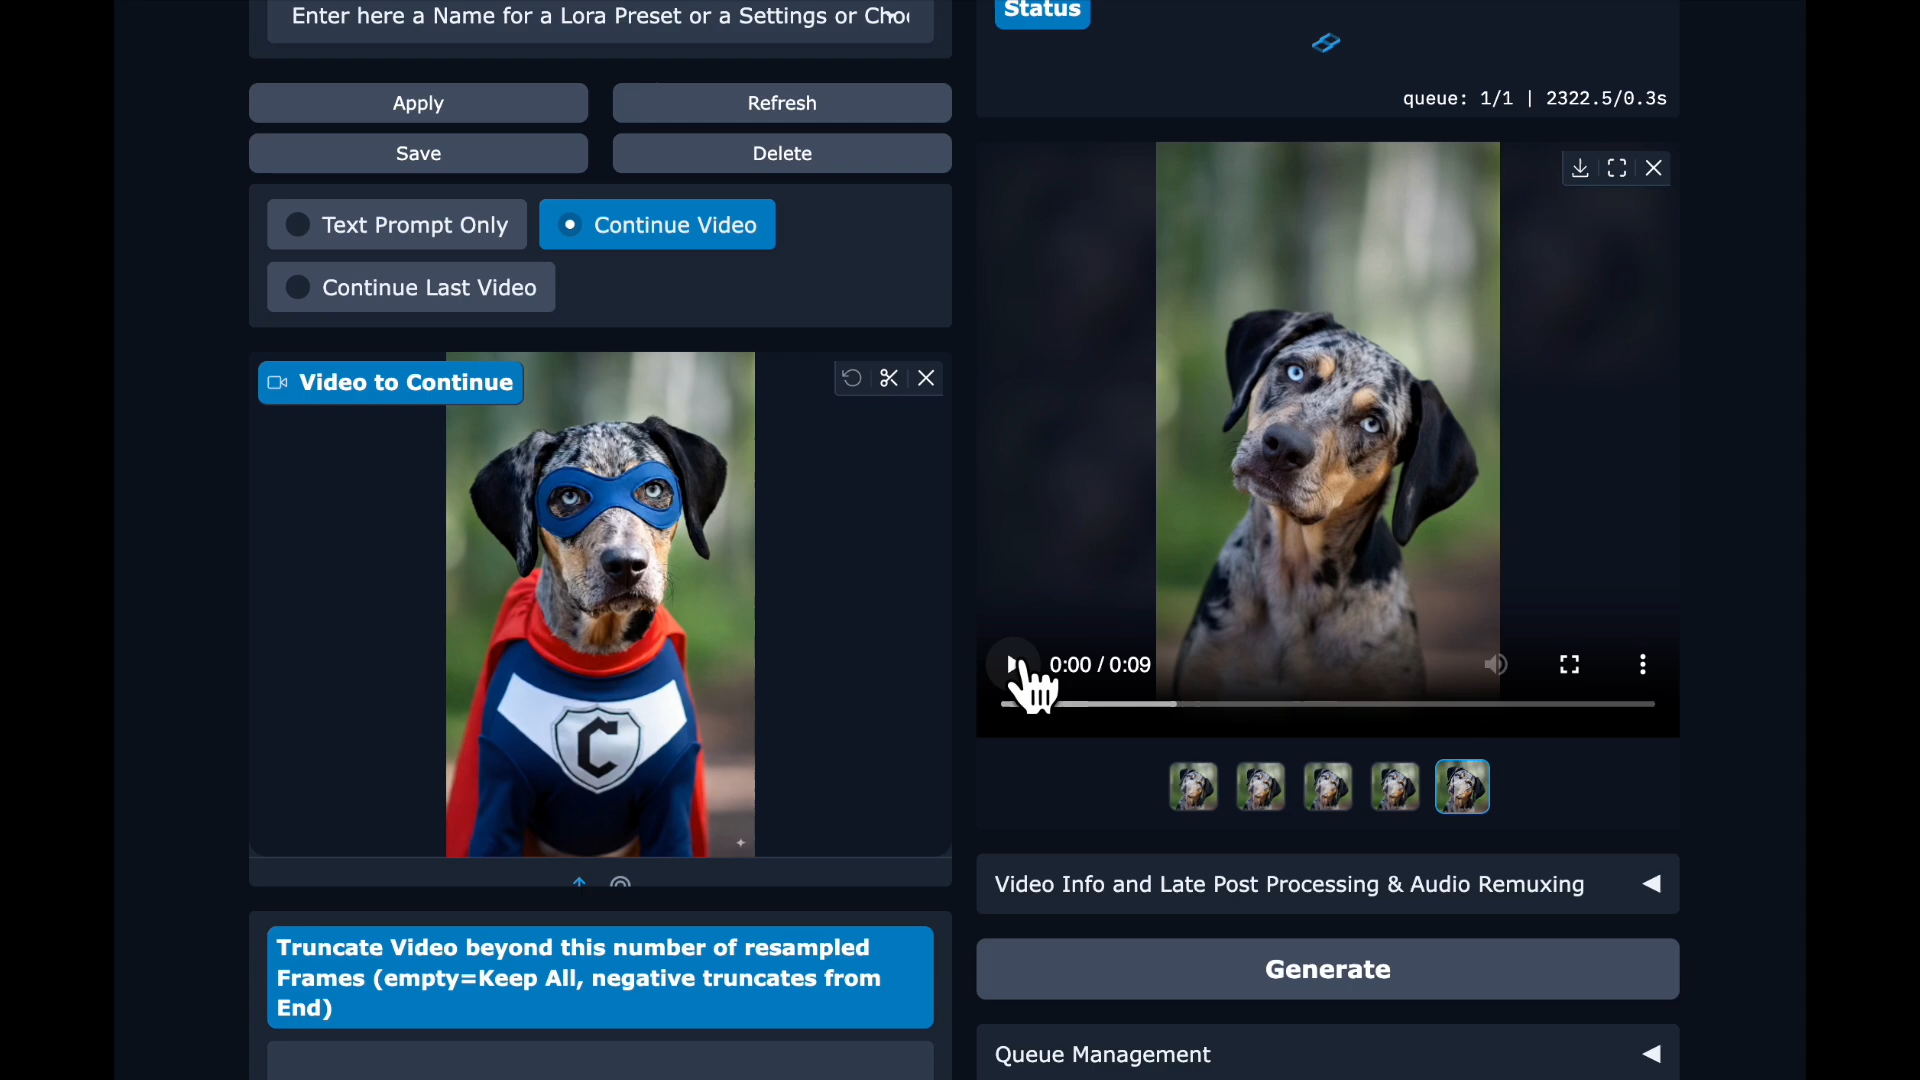 Enter here a Name for a Lora Preset or a Settings or Choo
Apply
Refresh
Save
Delete
Text Prompt Only
Continue Video
Continue Last Video
Video to Continue
C
Truncate Video beyond this number of resampled
Frames (empty=Keep All, negative truncates from
End)
Status
queue: 1/1 | 2322.5/0.3s
0:00 / 0:09
Video Info and Late Post Processing & Audio Remuxing
Generate
Queue Management